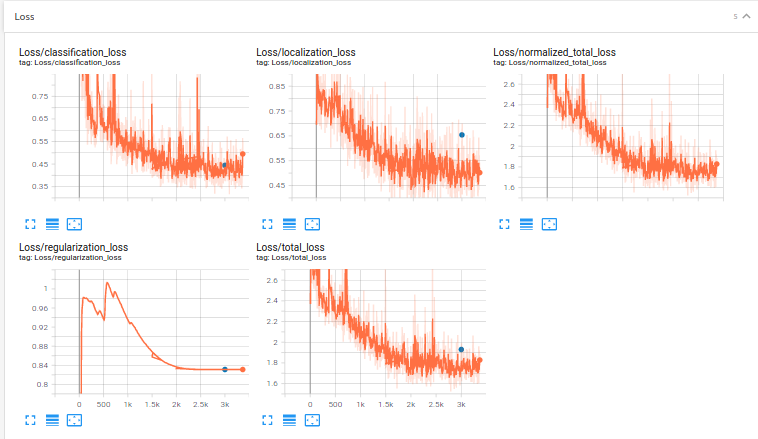 Loss
5
Loss/classification_loss
tag: Loss/classification_loss
0.75
0.65
0.55
0.45
0.35
Loss/localization_loss
tag: Loss/localization_loss
0.85
0.75
0.65
0.55
0.45
Loss/normalized_total_loss
tag: Loss/normalized_total_loss
2.6
2.4
2.2
2
1.8
1.6
Loss/regularization_loss
tag: Loss/regularization_loss
1
0.96
0.92
0.88
0.84
0.8
0 500 1k 1.5k 2k 2.5k 3k
Loss/total_loss
tag: Loss/total_loss
2.6
2.4
2.2
2
1.8
1.6
0 500 1k 1.5k 2k 2.5k 3k